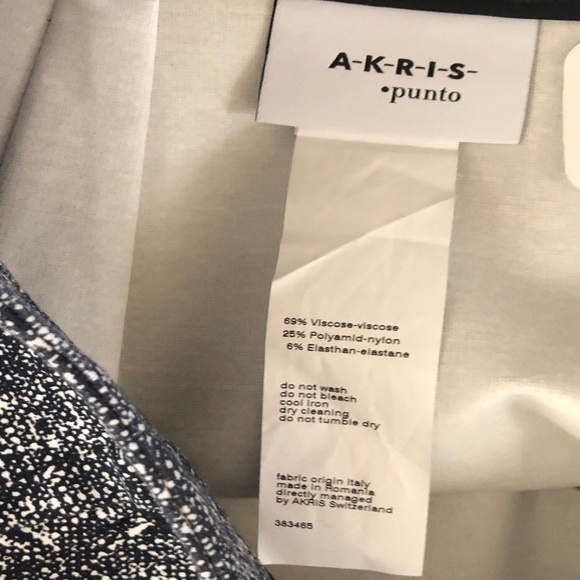 A-K-R-I-S-
•punto
69% Viscose-viscose
25% Polyamid-nylon
6% Elasthan-elastane
do not wash
do not bleach
cool iron
dry cleaning
do not tumble dry
fabric origin Italy
made in Romania
directly managed
by AKRIS Switzerland
383465